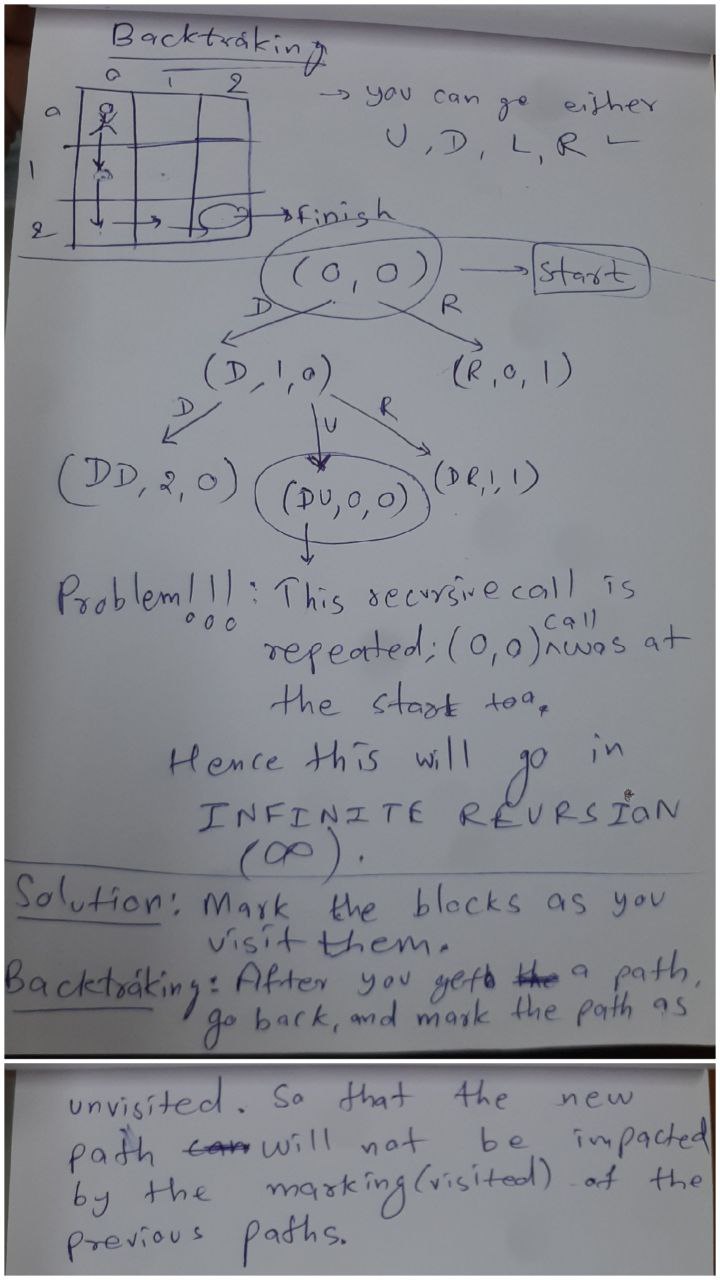 Backtraking
0 1 2
0
1
2
→ you can go either
U, D, L, R
→ Finish
(0, 0) → Start
D R
(D, 1, 0) (R, 0, 1)
D U R
(DD, 2, 0) (DU, 0, 0) (DR, 1, 1)
Problem!!! : This recursive call is
call
repeated; (0, 0) ^ was at
the start too.
Hence this will go in
INFINITE REURSION
(∞).
Solution: Mark the blocks as you
visit them.
Backtraking: After you get a path,
go back, and mark the path as
unvisited. So that the new
path will not be impacted
by the marking (visited) of the
previous paths.